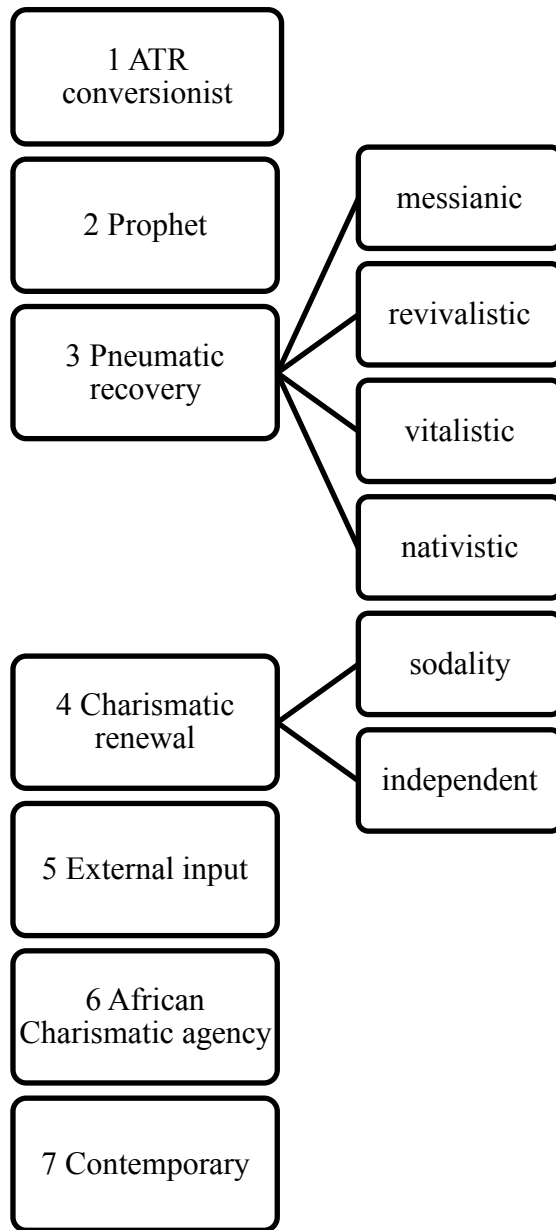 1 ATR
conversionist
2 Prophet
3 Pneumatic
recovery
messianic
revivalistic
vitalistic
nativistic
4 Charismatic
renewal
sodality
independent
5 External input
6 African
Charismatic agency
7 Contemporary